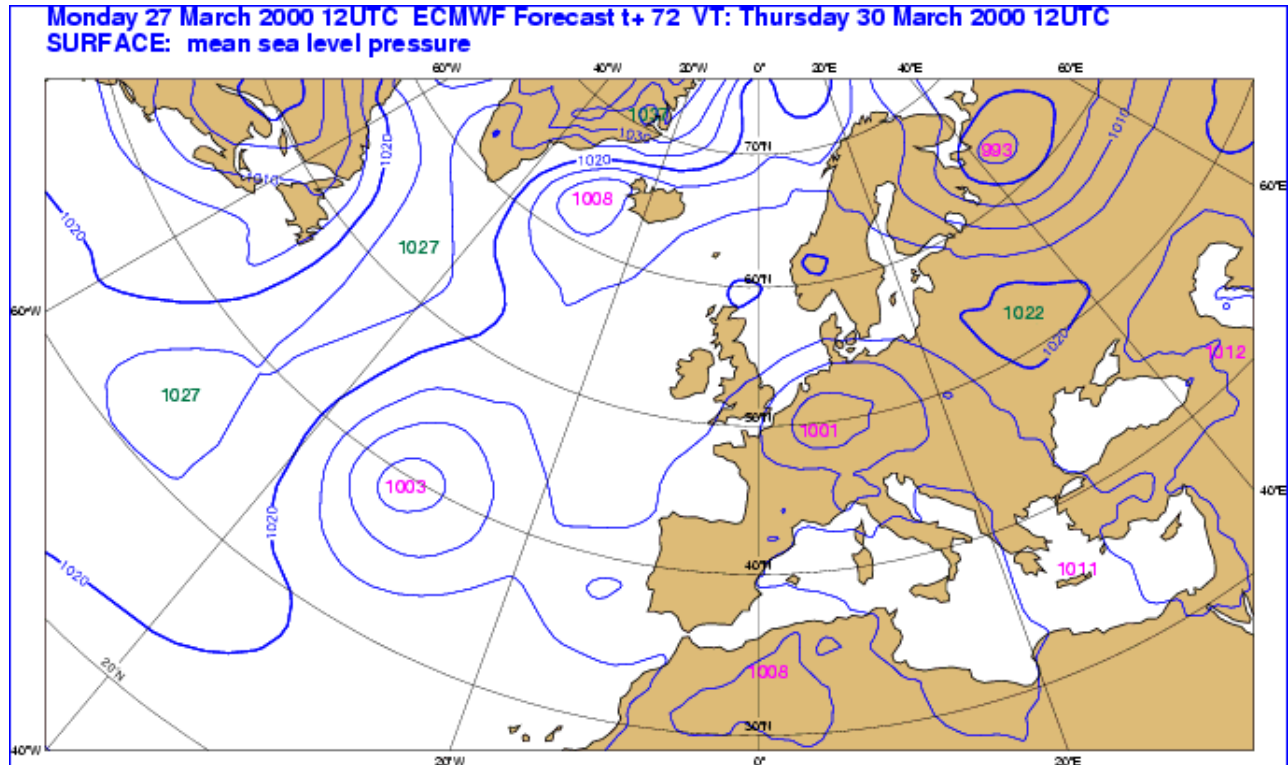 Monday 27 March 2000 12UTC ECMWF Forecast t+ 72 VT: Thursday 30 March 2000 12UTC
SURFACE: mean sea level pressure
60°W 40°W 20°W 0° 20°E 40°E 60°E
1037
1030
1010
993
1020
1020
70°N
1010
60°E
1008
1020
1027
60°N
60°W
1022
1020
1012
1027
50°N
1001
1003
40°E
1020
1020
40°N
1011
20°N
1008
30°N
40°W
20°W 0° 20°E